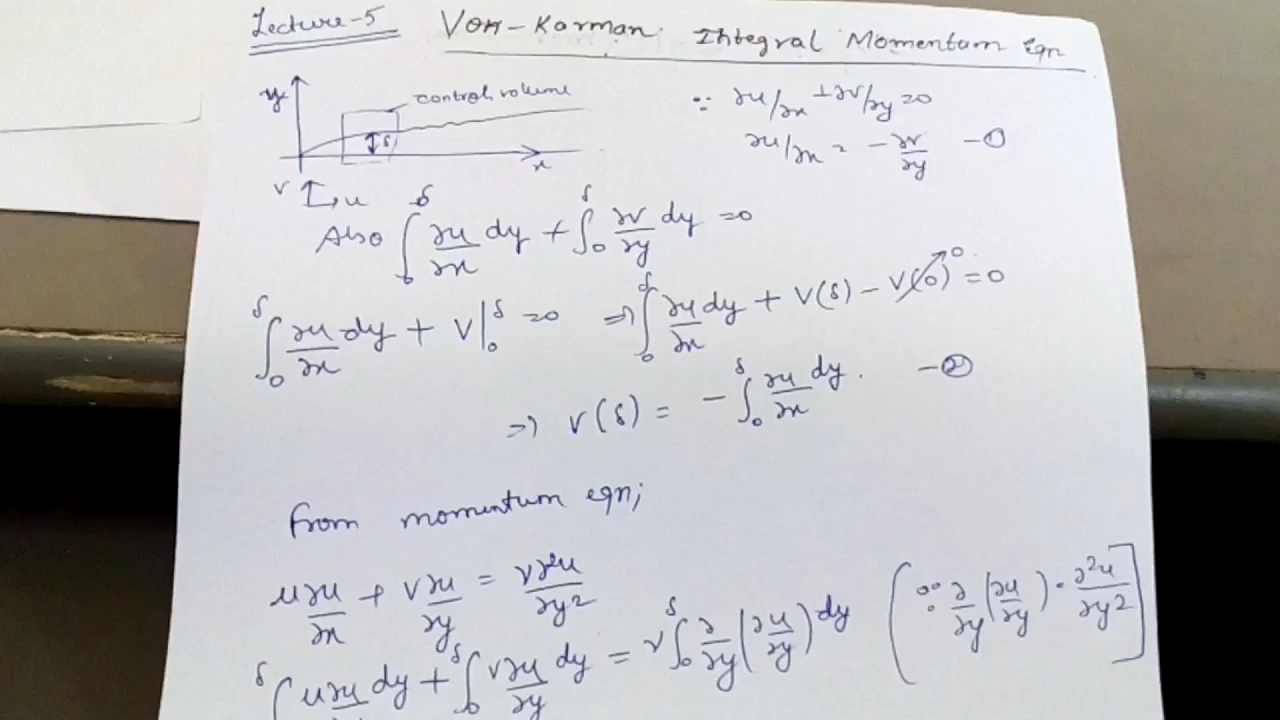 Lecture-5 Von-Karman Integral Momentum Eqn
y control volume
δ
x
v u
∵ ∂u/∂x + ∂v/∂y = 0
∂u/∂x = - ∂v/∂y -①
Also ∫₀^δ ∂u/∂x dy + ∫₀^δ ∂v/∂y dy = 0
∫₀^δ ∂u/∂x dy + V|₀^δ = 0 ⇒ ∫₀^δ ∂u/∂x dy + V(δ) - V(0)↗0 = 0
⇒ V(δ) = - ∫₀^δ ∂u/∂x dy. -②
from momentum eqn;
u ∂u/∂x + V ∂u/∂y = ν ∂²u/∂y²
∫₀^δ u ∂u/∂x dy + ∫₀^δ V ∂u/∂y dy = ν ∫₀^δ ∂/∂y (∂u/∂y) dy [∵ ∂/∂y (∂u/∂y) = ∂²u/∂y²]